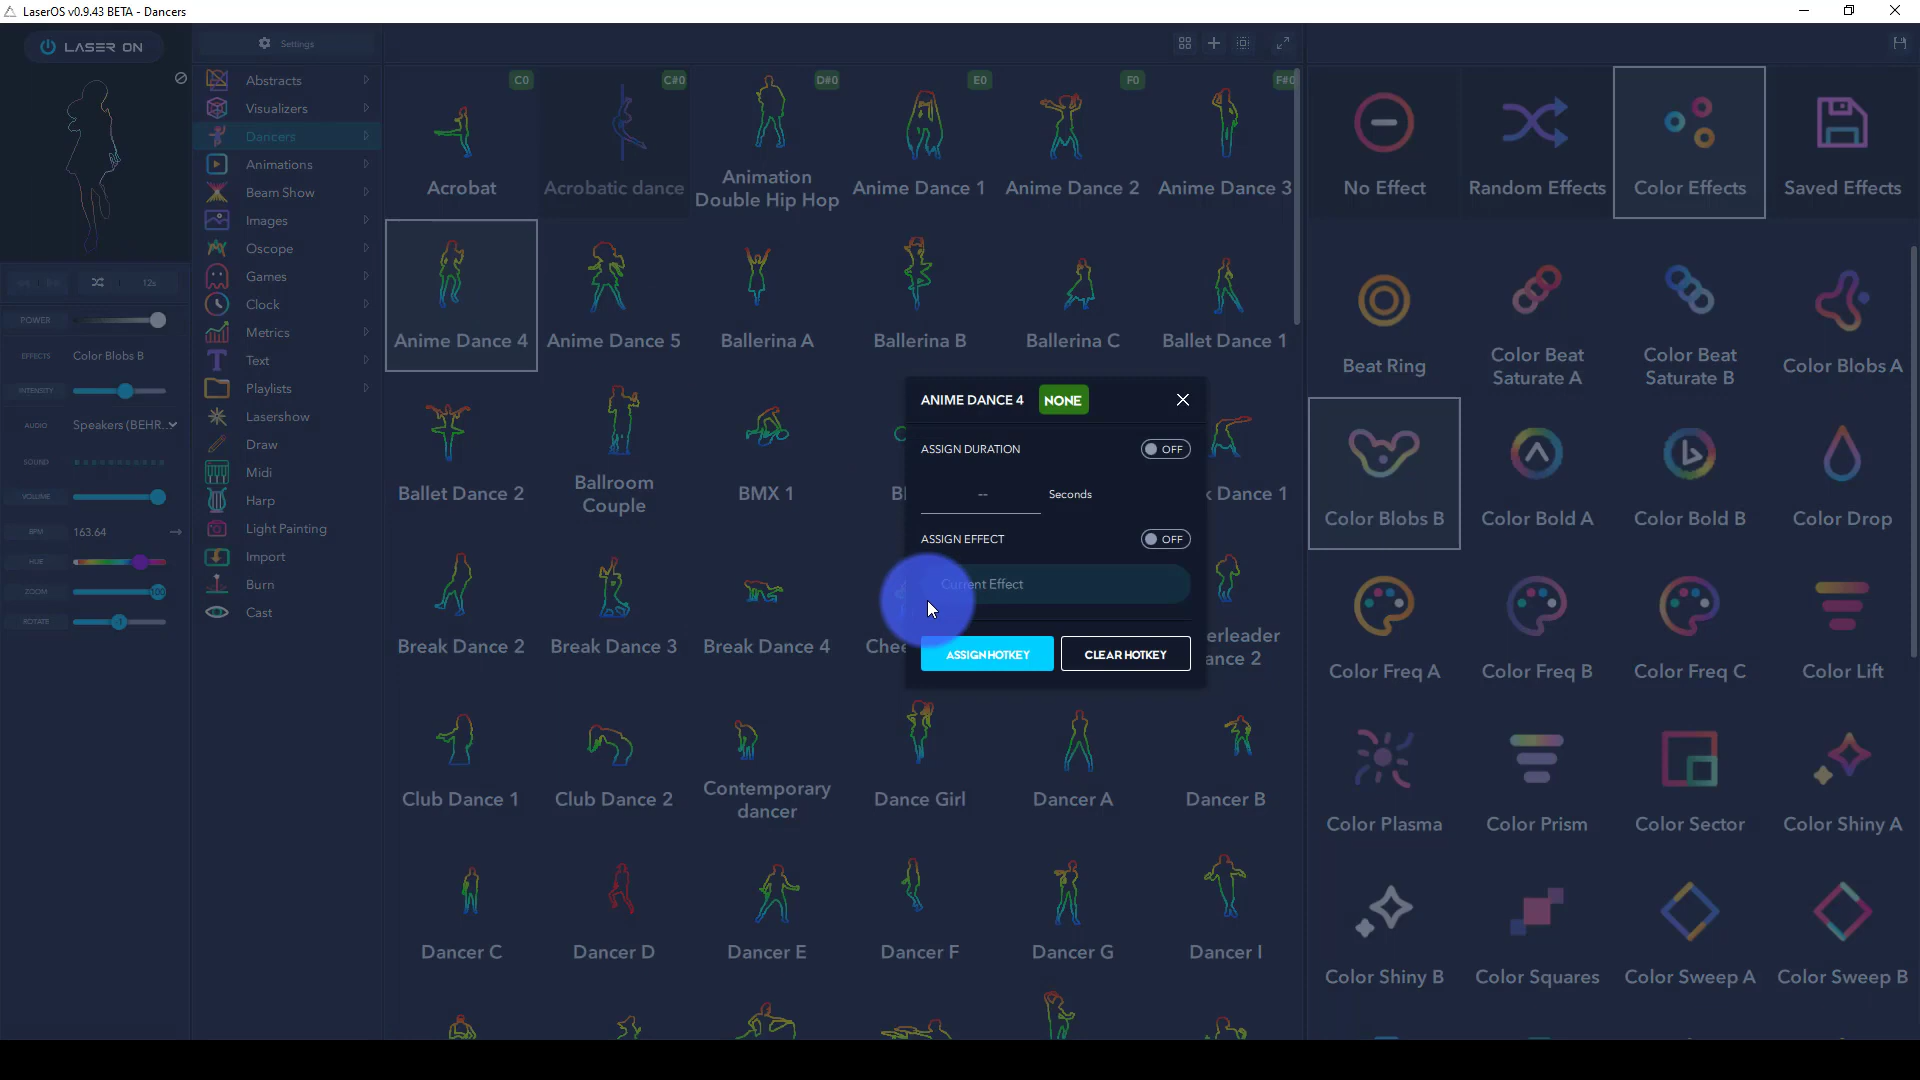 LaserOS v0.9.43 BETA - Dancers
LASER ON
12s
POWER
EFFECTS
Color Blobs B
INTENSITY
AUDIO
Speakers (BEHR...
SOUND
VOLUME
BPM
163.64
HUE
ZOOM
100
ROTATE
-1
Settings
Abstracts
Visualizers
Dancers
Animations
Beam Show
Images
Oscope
Games
Clock
Metrics
Text
Playlists
Lasershow
Draw
Midi
Harp
Light Painting
Import
Burn
Cast
C0
C#0
D#0
E0
F0
F#0
Acrobat
Acrobatic dance
Animation
Double Hip Hop
Anime Dance 1
Anime Dance 2
Anime Dance 3
Anime Dance 4
Anime Dance 5
Ballerina A
Ballerina B
Ballerina C
Ballet Dance 1
Ballet Dance 2
Ballroom
Couple
BMX 1
k Dance 1
Break Dance 2
Break Dance 3
Break Dance 4
Chee
erleader
ance 2
Club Dance 1
Club Dance 2
Contemporary
dancer
Dance Girl
Dancer A
Dancer B
Dancer C
Dancer D
Dancer E
Dancer F
Dancer G
Dancer I
ANIME DANCE 4
NONE
ASSIGN DURATION
OFF
--
Seconds
ASSIGN EFFECT
OFF
Current Effect
ASSIGN HOTKEY
CLEAR HOTKEY
No Effect
Random Effects
Color Effects
Saved Effects
Beat Ring
Color Beat
Saturate A
Color Beat
Saturate B
Color Blobs A
Color Blobs B
Color Bold A
Color Bold B
Color Drop
Color Freq A
Color Freq B
Color Freq C
Color Lift
Color Plasma
Color Prism
Color Sector
Color Shiny A
Color Shiny B
Color Squares
Color Sweep A
Color Sweep B